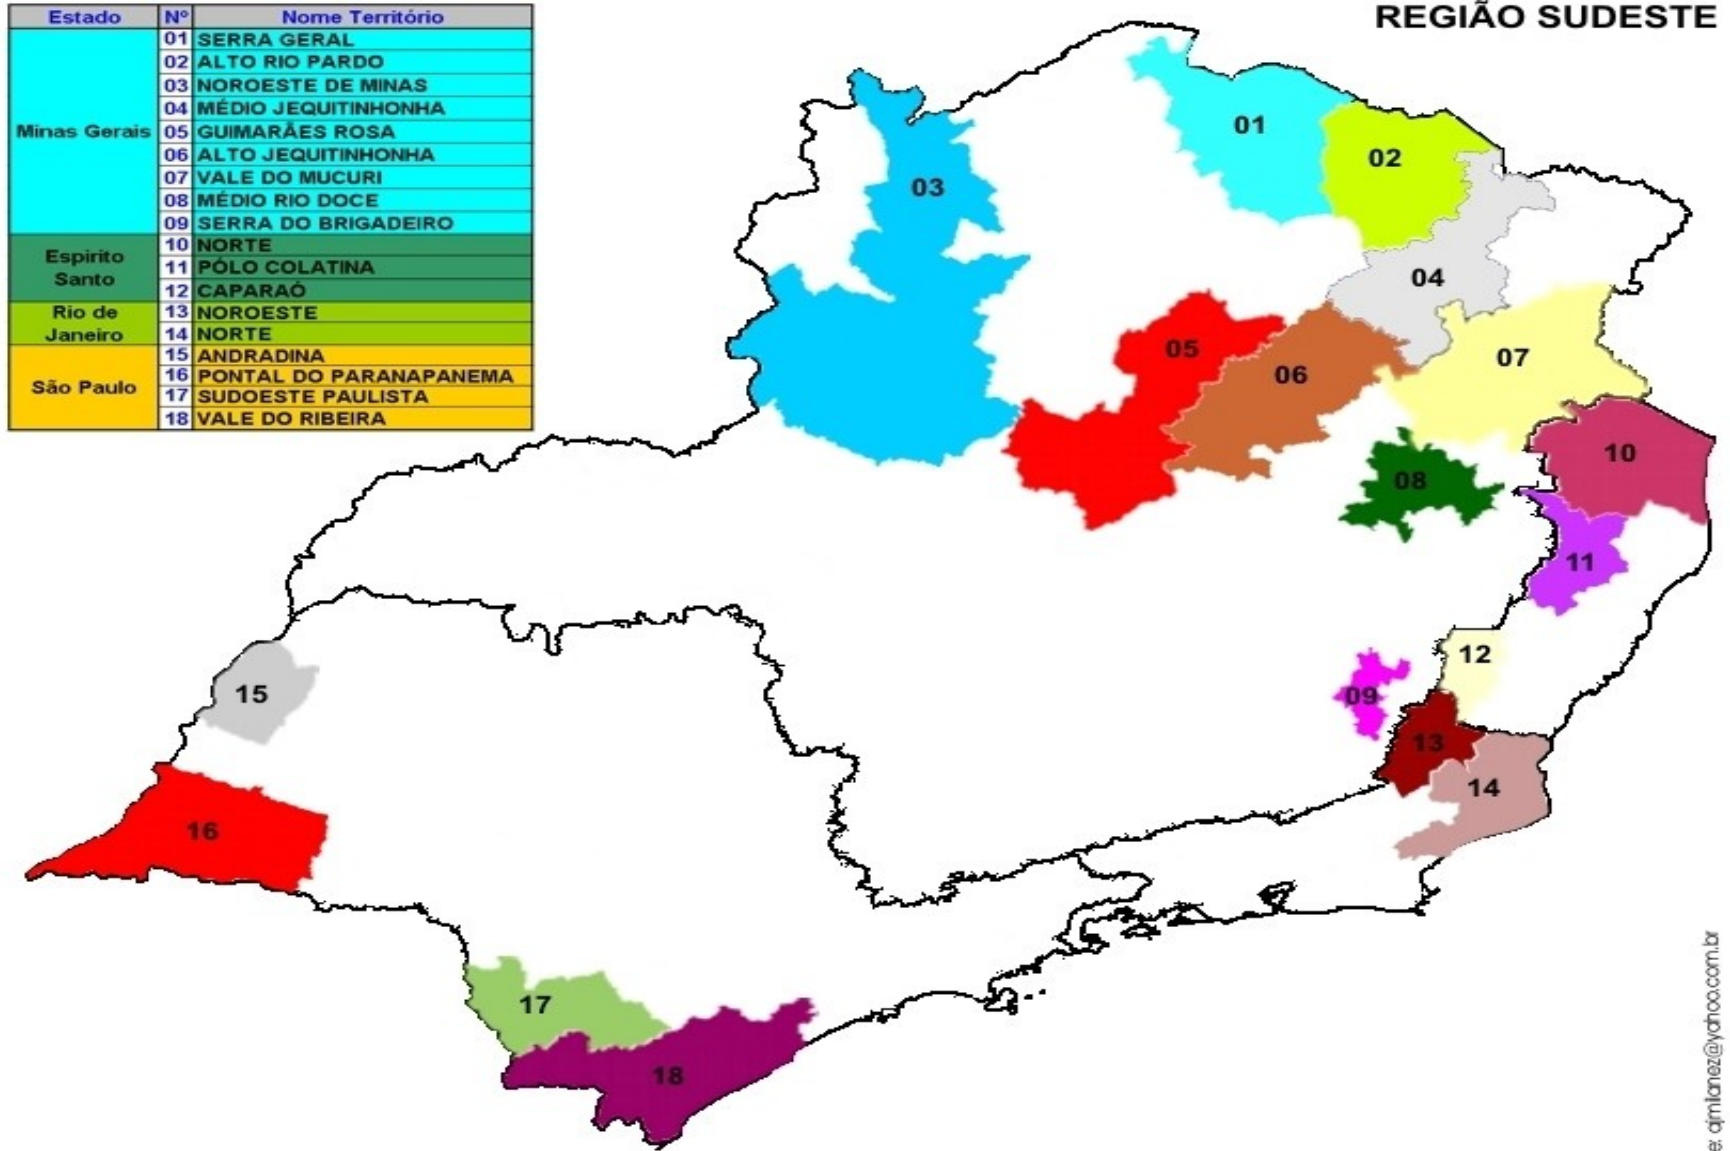 REGIÃO SUDESTE
Estado Nº Nome Território
Minas Gerais
01 SERRA GERAL
02 ALTO RIO PARDO
03 NOROESTE DE MINAS
04 MÉDIO JEQUITINHONHA
05 GUIMARÃES ROSA
06 ALTO JEQUITINHONHA
07 VALE DO MUCURI
08 MÉDIO RIO DOCE
09 SERRA DO BRIGADEIRO
Espirito
Santo
10 NORTE
11 PÓLO COLATINA
12 CAPARAÓ
Rio de
Janeiro
13 NOROESTE
14 NORTE
São Paulo
15 ANDRADINA
16 PONTAL DO PARANAPANEMA
17 SUDOESTE PAULISTA
18 VALE DO RIBEIRA
01
02
03
04
05
06
07
08
10
11
12
09
13
14
15
16
17
18
e: ajmilanez@yahoo.com.br